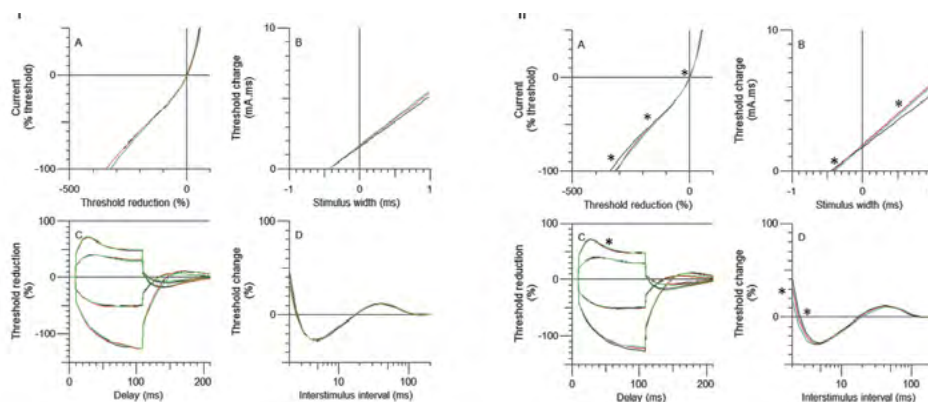 I
A
Current
(% threshold)
0
-100
-500
0
Threshold reduction (%)
B
Threshold charge
(mA.ms)
10
5
0
-1
0
1
Stimulus width (ms)
C
Threshold reduction
(%)
100
0
-100
0
100
200
Delay (ms)
D
Threshold change
(%)
100
0
10
100
Interstimulus interval (ms)
II
A
Current
(% threshold)
0
-100
-500
0
Threshold reduction (%)
*
*
*
B
Threshold charge
(mA.ms)
10
5
0
-1
0
1
Stimulus width (ms)
*
*
C
Threshold reduction
(%)
100
0
-100
0
100
200
Delay (ms)
*
D
Threshold change
(%)
100
0
10
100
Interstimulus interval (ms)
*
*